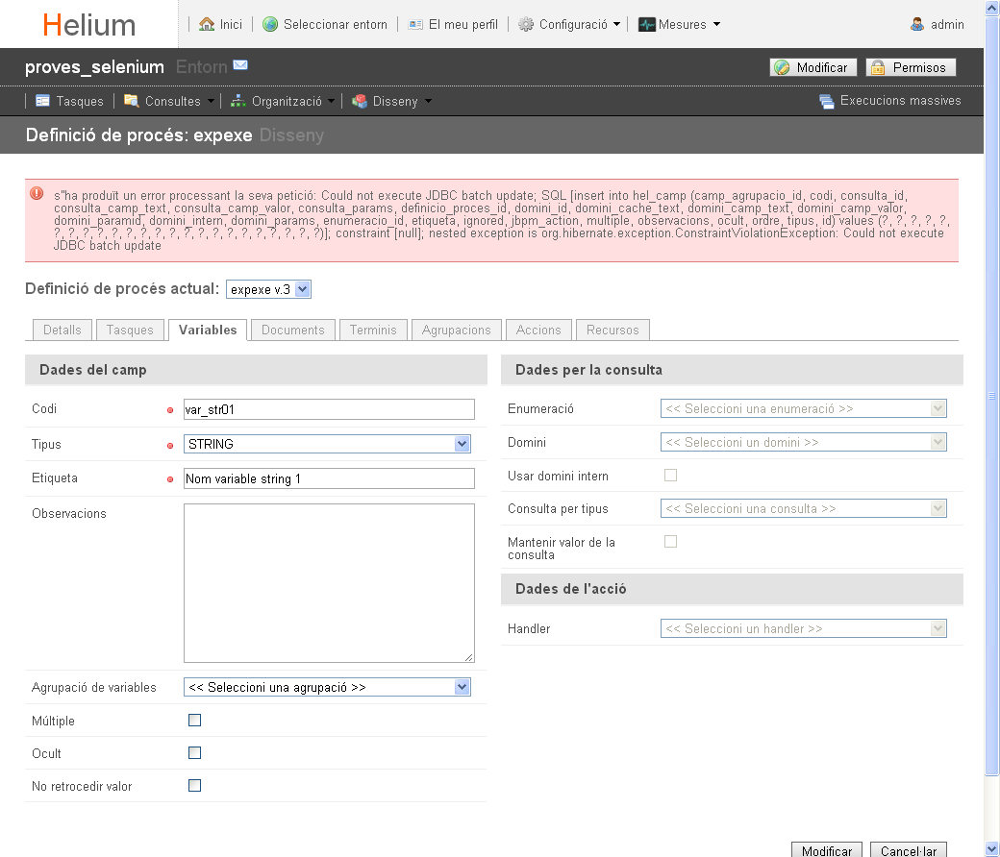 Helium
Inici
Seleccionar entorn
El meu perfil
Configuració
Mesures
admin
proves_selenium Entorn
Modificar
Permisos
Tasques
Consultes
Organització
Disseny
Execucions massives
Definició de procés: expexe Disseny
s"ha produït un error processant la seva petició: Could not execute JDBC batch update; SQL [insert into hel_camp (camp_agrupacio_id, codi, consulta_id,
consulta_camp_text, consulta_camp_valor, consulta_params, definicio_proces_id, domini_id, domini_cache_text, domini_camp_text, domini_camp_valor,
domini_paramid, domini_intern, domini_params, enumeracio_id, etiqueta, ignored, jbpm_action, multiple, observacions, ocult, ordre, tipus, id) values (?, ?, ?, ?, ?,
?, ?, ?, ?, ?, ?, ?, ?, ?, ?, ?, ?, ?, ?, ?, ?, ?, ?, ?)]; constraint [null]; nested exception is org.hibernate.exception.ConstraintViolationException: Could not execute
JDBC batch update
Definició de procés actual: expexe v.3
Detalls
Tasques
Variables
Documents
Terminis
Agrupacions
Accions
Recursos
Dades del camp
Codi
var_str01
Tipus
STRING
Etiqueta
Nom variable string 1
Observacions
Agrupació de variables
<< Seleccioni una agrupació >>
Múltiple
Ocult
No retrocedir valor
Dades per la consulta
Enumeració
<< Seleccioni una enumeració >>
Domini
<< Seleccioni un domini >>
Usar domini intern
Consulta per tipus
<< Seleccioni una consulta >>
Mantenir valor de la
consulta
Dades de l'acció
Handler
<< Seleccioni un handler >>
Modificar
Cancel·lar